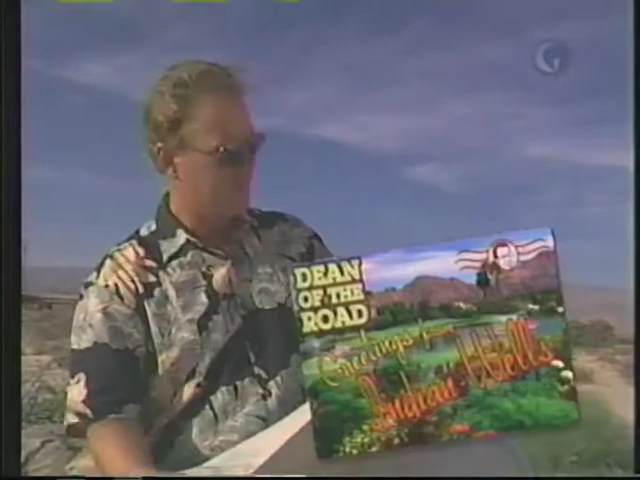 G
DEAN
OF THE
ROAD
Greetings from
Indian Wells